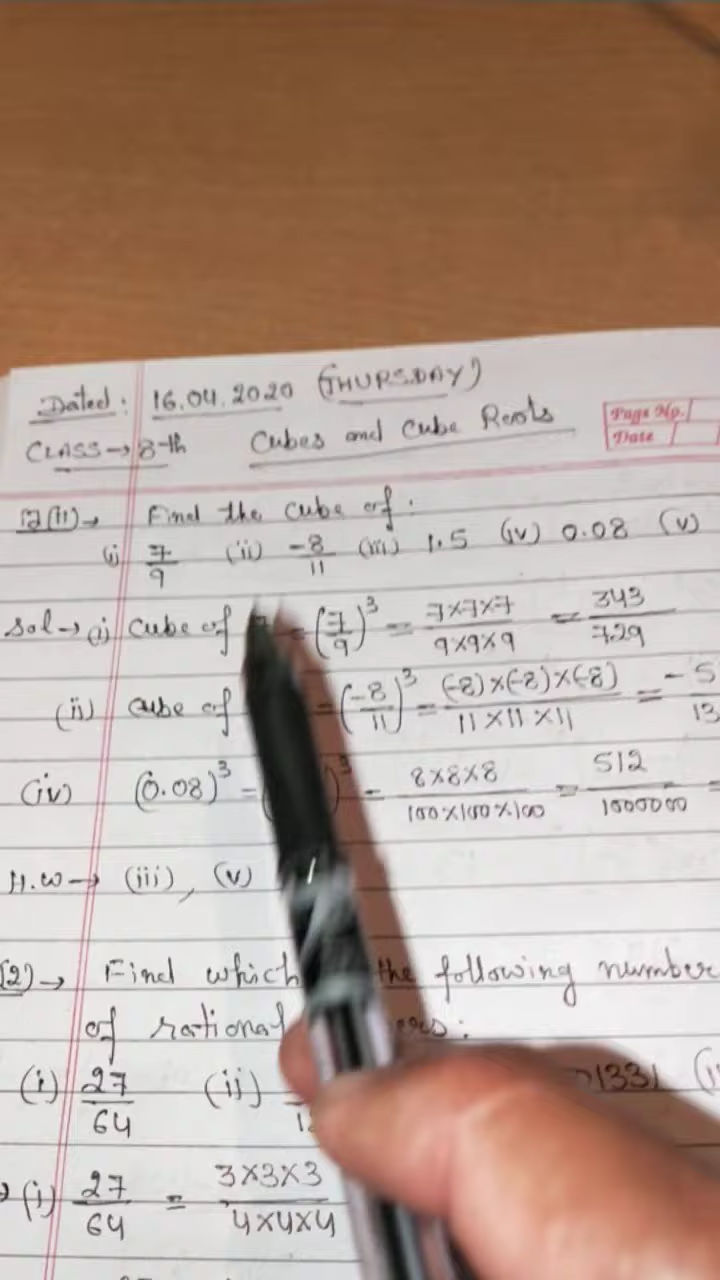 Dated: 16.04.2020 (THURSDAY)
CLASS → 8-th Cubes and Cube Roots
Page No.
Date
Find the cube of:
(i) 7/9 (ii) -8/11 (iii) 1.5 (iv) 0.08 (v)
Sol → (i) Cube of = (7/9)³ = 7×7×7/9×9×9 = 343/729
(ii) cube of = (-8/11)³ = (-8)×(-8)×(-8)/11×11×11 = -5/13
(iv) (0.08)³ = ( )³ = 8×8×8/100×100×100 = 512/1000000 =
H.W → (iii), (v)
(2) → Find which the following number
of rational
(i) 27/64 (ii) 1331
(i) 27/64 = 3×3×3/4×4×4